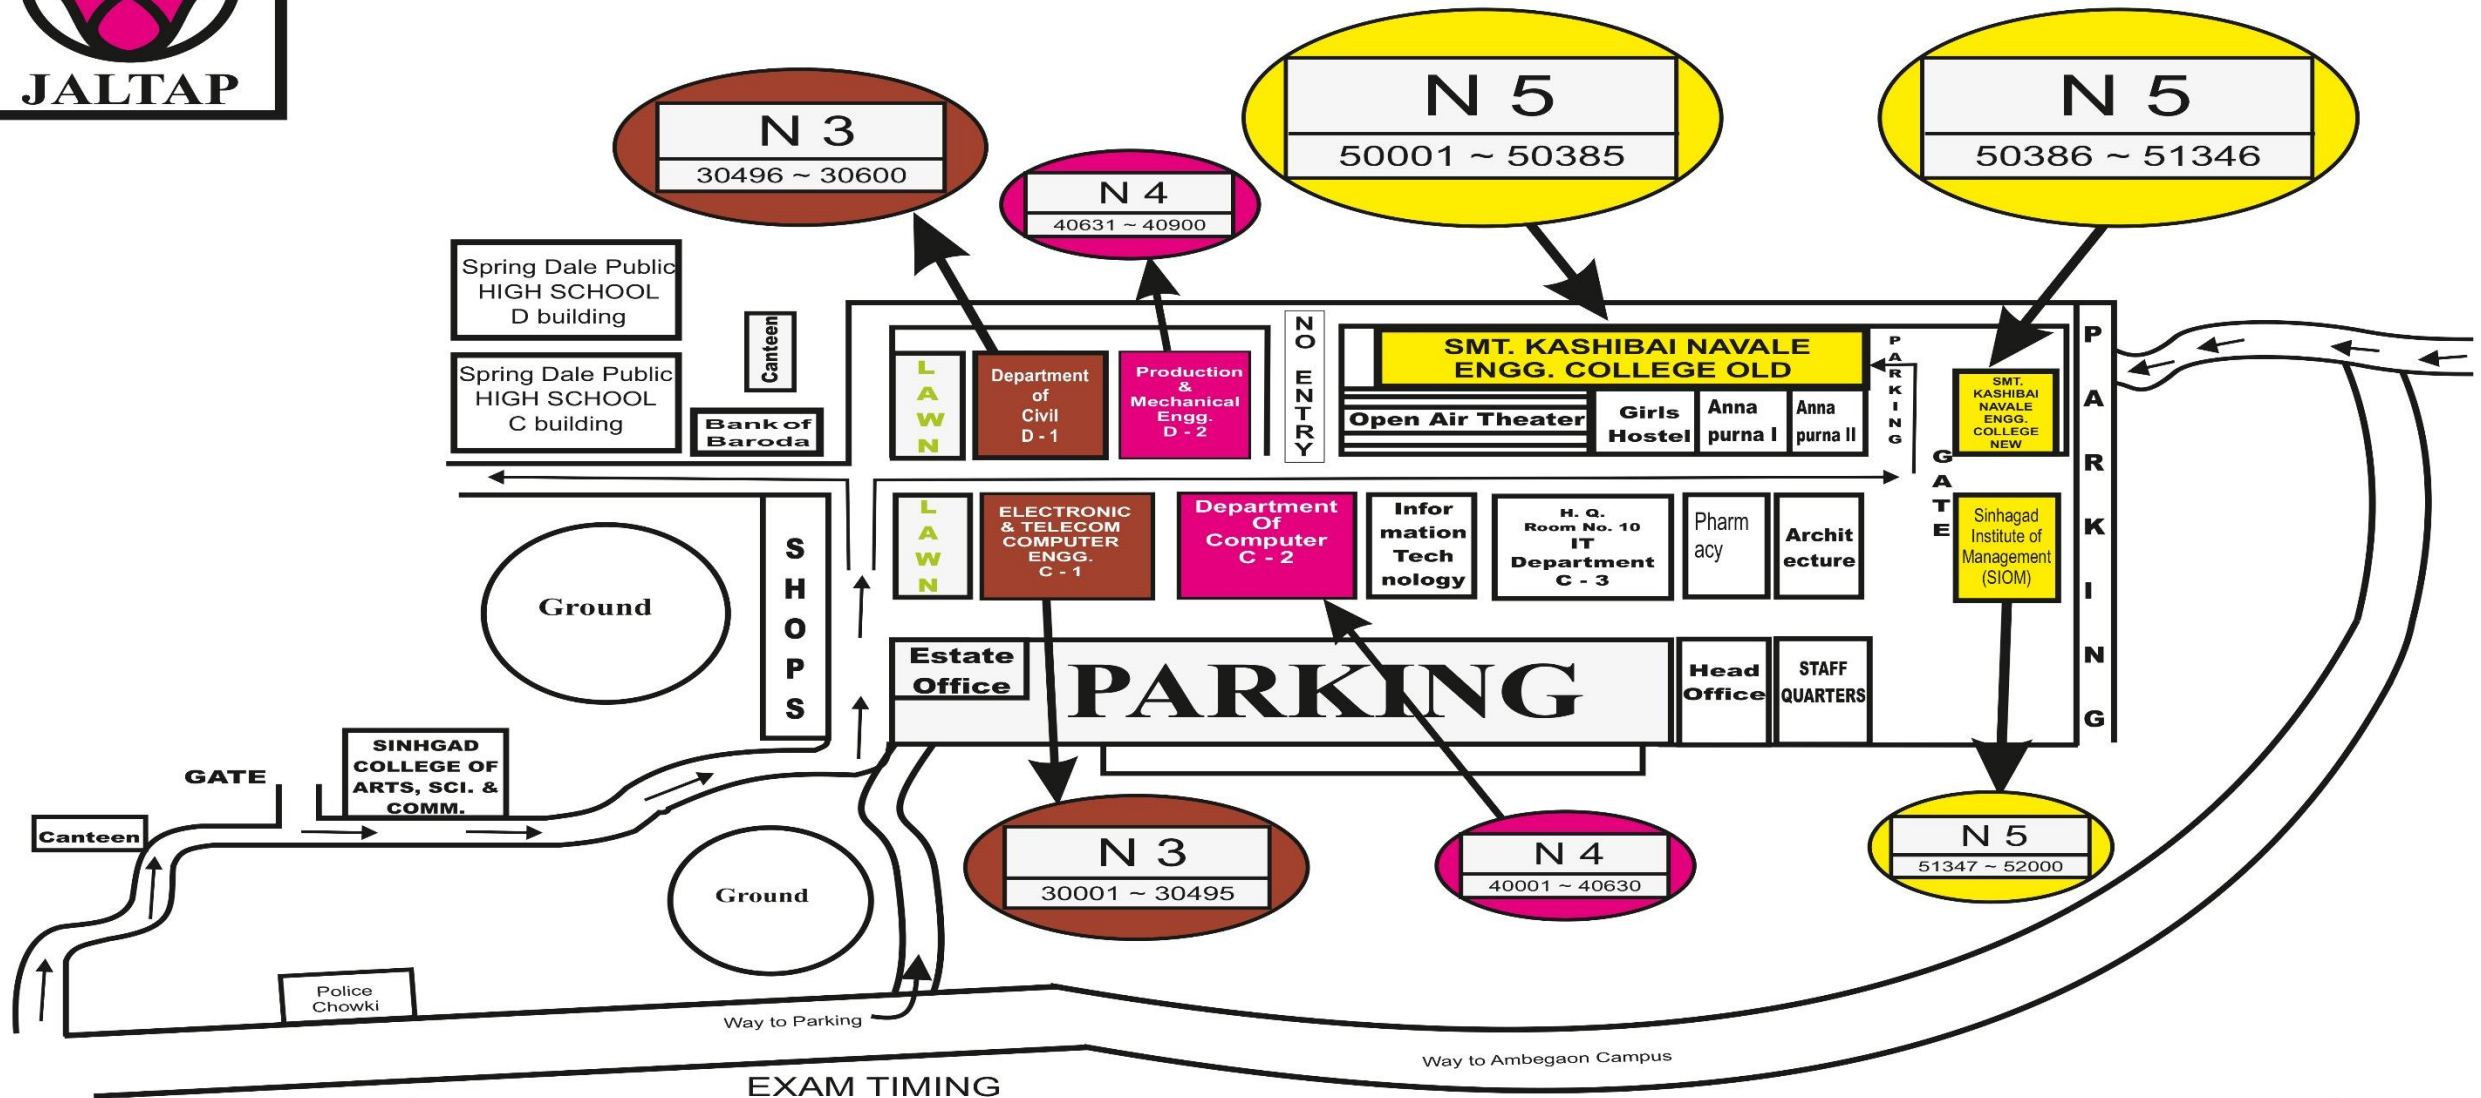 JALTAP
N 3
30496 ~ 30600
N 4
40631 ~ 40900
N 5
50001 ~ 50385
N 5
50386 ~ 51346
Spring Dale Public
HIGH SCHOOL
D building
Spring Dale Public
HIGH SCHOOL
C building
Canteen
Bank of
Baroda
LAWN
Department
of
Civil
D - 1
Production
&
Mechanical
Engg.
D - 2
NO ENTRY
SMT. KASHIBAI NAVALE
ENGG. COLLEGE OLD
Open Air Theater
Girls
Hostel
Anna
purna I
Anna
purna II
PARKING
SMT.
KASHIBAI
NAVALE
ENGG.
COLLEGE
NEW
GATE
PARKING
SHOPS
LAWN
ELECTRONIC
& TELECOM
COMPUTER
ENGG.
C - 1
Department
Of
Computer
C - 2
Infor
mation
Tech
nology
H. Q.
Room No. 10
IT
Department
C - 3
Pharm
acy
Archit
ecture
Sinhagad
Institute of
Management
(SIOM)
Ground
Estate
Office
PARKING
Head
Office
STAFF
QUARTERS
GATE
SINHGAD
COLLEGE OF
ARTS, SCI. &
COMM.
Canteen
Ground
N 3
30001 ~ 30495
N 4
40001 ~ 40630
N 5
51347 ~ 52000
Police
Chowki
Way to Parking
Way to Ambegaon Campus
EXAM TIMING